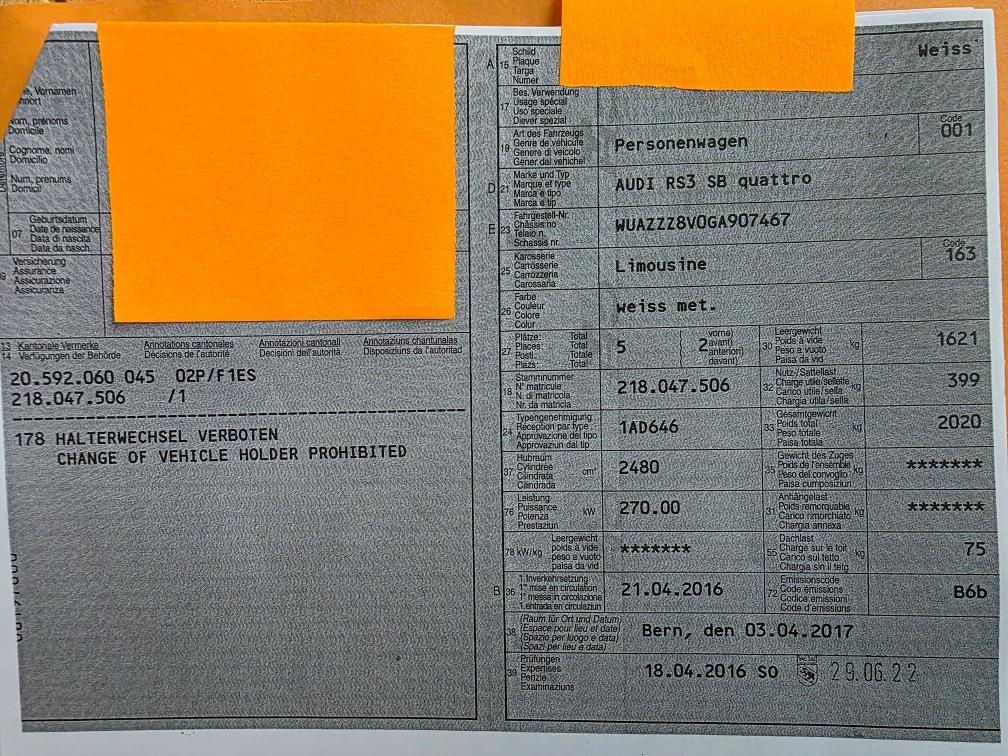 e, Vornamen
hnort
om, prénoms
Domicile
Cognome, nomi
Domicilio
Num, prenums
Domicil
07
Geburtsdatum
Date de naissance
Data di nascita
Data da nasch.
Versicherung
Assurance
Assicurazione
Assicuranza
13 Kantonale Vermerke Annotations cantonales Annotazioni cantonali Annotaziuns chantunalas
14 Verfügungen der Behörde Décisions de l'autorité Decisioni dell'autorità Disposiziuns da l'autoritad
20.592.060 045 02P/F1ES
218.047.506 /1
178 HALTERWECHSEL VERBOTEN
CHANGE OF VEHICLE HOLDER PROHIBITED
A 15
Schild
Plaque
Targa
Numer
Weiss
17
Bes. Verwendung
Usage spécial
Uso speciale
Diever spezial
19
Art des Fahrzeugs
Genre de véhicule
Genere di veicolo
Gener dal vehichel
Personenwagen
Code
001
D 21
Marke und Typ
Marque et type
Marca e tipo
Marca e tip
AUDI RS3 SB quattro
E 23
Fahrgestell-Nr.
Châssis no
Telaio n.
Schassis nr.
WUAZZZ8V0GA907467
25
Karosserie
Carrosserie
Carrozzeria
Carossaria
Limousine
Code
163
26
Farbe
Couleur
Colore
Colur
weiss met.
27
Plätze: Total
Places: Total
Posti: Totale
Plazs: Total
5
2
vorne)
avant)
anteriori)
davant)
30
Leergewicht
Poids à vide
Peso a vuoto
Paisa da vid
kg
1621
18
Stammnummer
N° matricule
N. di matricola
Nr. da matricla
218.047.506
32
Nutz-/Sattellast
Charge utile/sellette
Carico utile/sella
Chargia utila/sella
kg
399
24
Typengenehmigung
Réception par type
Approvazione del tipo
Approvaziun dal tip
1AD646
33
Gesamtgewicht
Poids total
Peso totale
Paisa totala
kg
2020
37
Hubraum
Cylindrée
Cilindrata
Cilindrada
cm³
2480
35
Gewicht des Zuges
Poids de l'ensemble
Peso del convoglio
Paisa cumposiziun
kg
*******
76
Leistung
Puissance
Potenza
Prestaziun
kW
270.00
31
Anhängelast
Poids remorquable
Carico rimorchiato
Chargia annexa
kg
*******
78 kW/kg
Leergewicht
poids à vide
peso a vuoto
paisa da vid
*******
55
Dachlast
Charge sur le toit
Carico sul tetto
Chargia sin il tetg
kg
75
B 36
1.Inverkehrsetzung
1re mise en circulation
1a messa in circolazione
1.entrada en circulaziun
21.04.2016
72
Emissionscode
Code émissions
Codice emissioni
Code d'emissiuns
B6b
38
(Raum für Ort und Datum)
(Espace pour lieu et date)
(Spazio per luogo e data)
(Spazi per lieu e data)
Bern, den 03.04.2017
39
Prüfungen
Expertises
Perizie
Examinaziuns
18.04.2016 SO
29.06.22